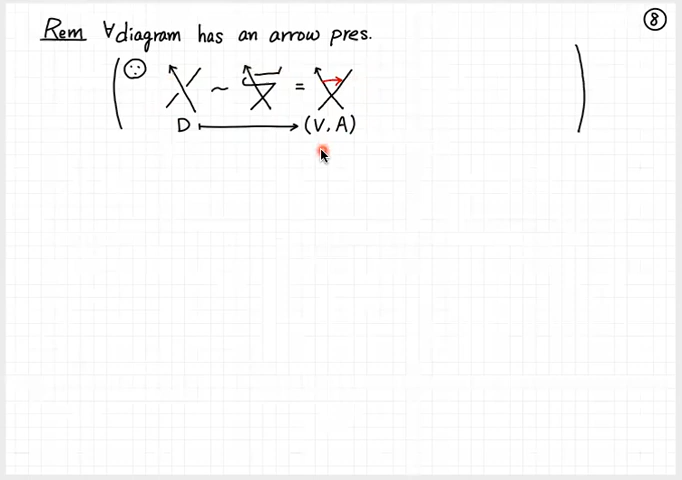 ⑧
Rem ∀diagram has an arrow pres.
∼ =
D ⟼ (V, A)